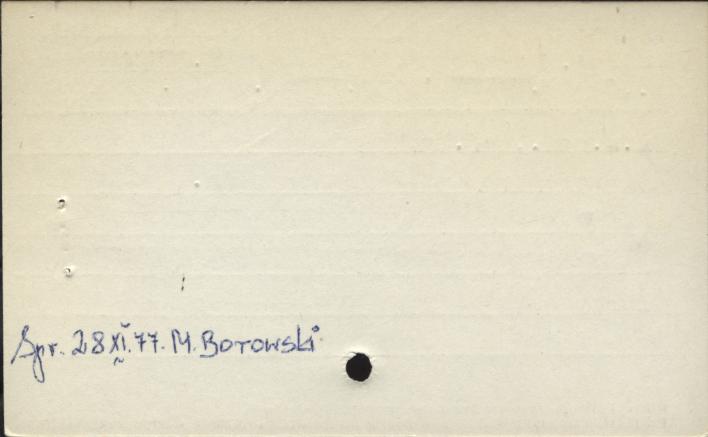 Spr. 28 XI.77. M. Borowski